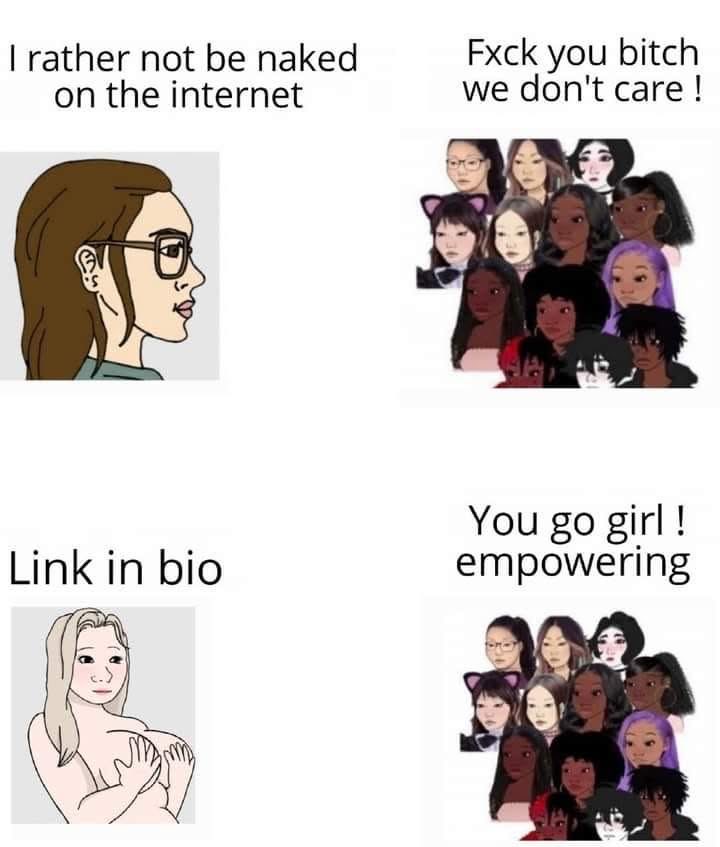 I rather not be naked
on the internet
Fxck you bitch
we don't care !
Link in bio
You go girl !
empowering